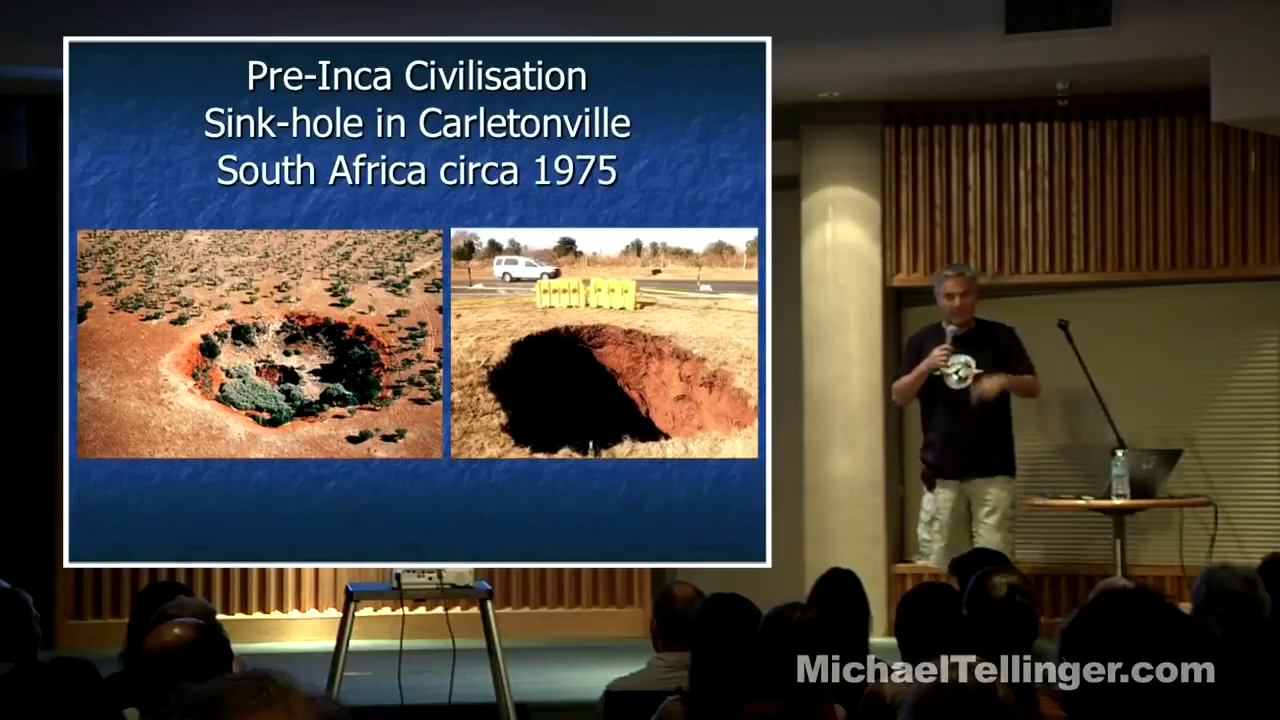 Pre-Inca Civilisation
Sink-hole in Carletonville
South Africa circa 1975
MichaelTellinger.com